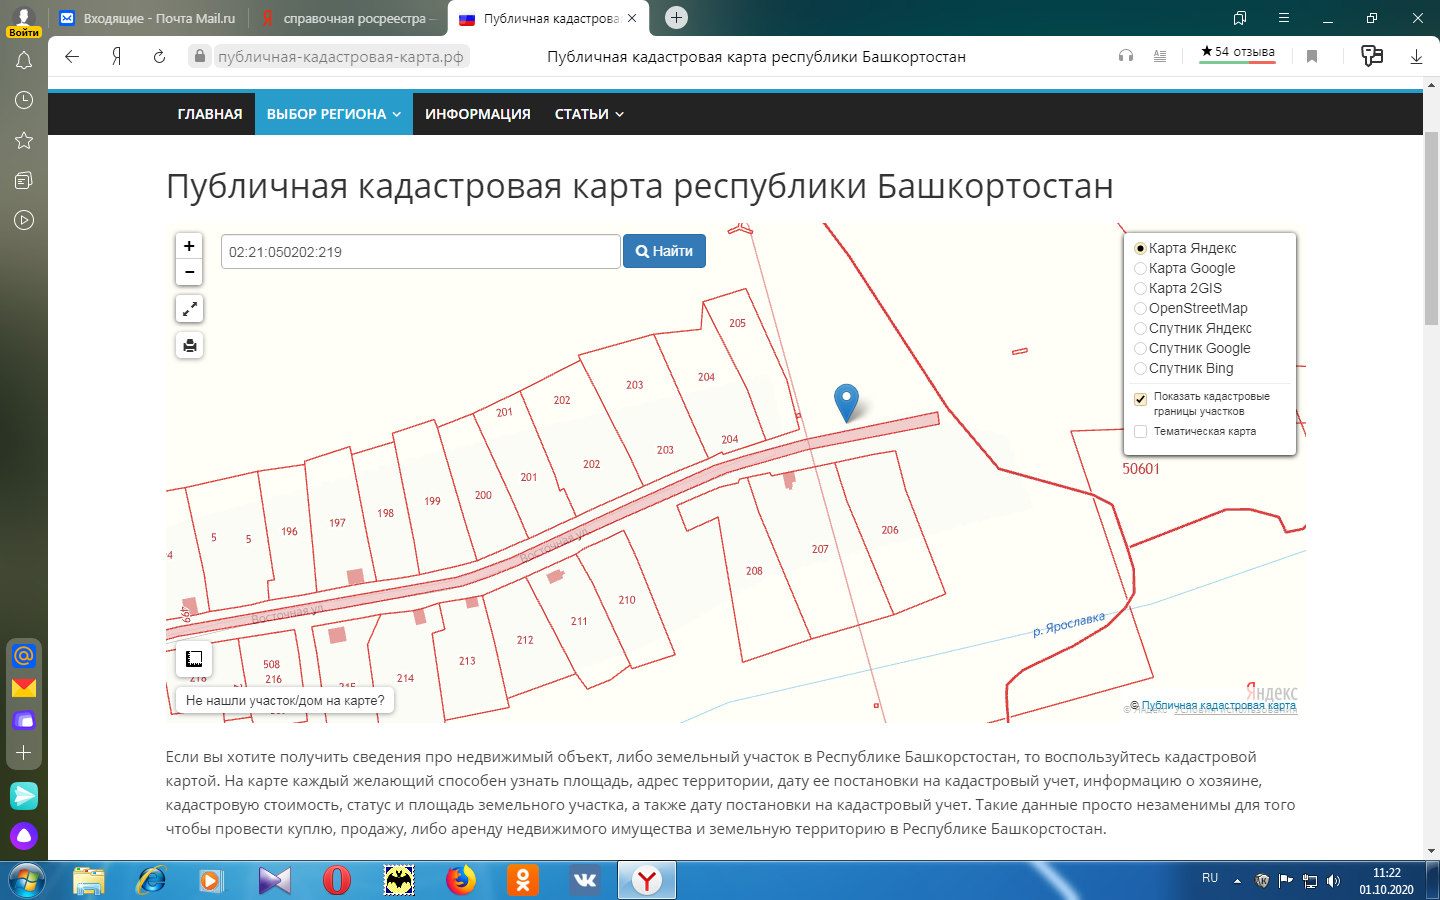 Входящие - Почта Mail.ru
справочная росреестра –
Публичная кадастровая
Войти
публичная-кадастровая-карта.рф
Публичная кадастровая карта республики Башкортостан
★54 отзыва
ГЛАВНАЯ
ВЫБОР РЕГИОНА
ИНФОРМАЦИЯ
СТАТЬИ
Публичная кадастровая карта республики Башкортостан
+
−
02:21:050202:219
Найти
Карта Яндекс
Карта Google
Карта 2GIS
OpenStreetMap
Спутник Яндекс
Спутник Google
Спутник Bing
Показать кадастровые
границы участков
Тематическая карта
50601
205
204
203
202
201
204
203
202
201
200
199
198
197
196
5
5
206
207
208
210
211
212
213
214
215
508
216
218
499
Восточная ул.
Восточная ул.
р. Ярославка
Не нашли участок/дом на карте?
Яндекс
© Публичная кадастровая карта
© Яндекс Условия использования
Если вы хотите получить сведения про недвижимый объект, либо земельный участок в Республике Башкорстостан, то воспользуйтесь кадастровой
картой. На карте каждый желающий способен узнать площадь, адрес территории, дату ее постановки на кадастровый учет, информацию о хозяине,
кадастровую стоимость, статус и площадь земельного участка, а также дату постановки на кадастровый учет. Такие данные просто незаменимы для того
чтобы провести куплю, продажу, либо аренду недвижимого имущества и земельную территорию в Республике Башкорстостан.
RU
11:22
01.10.2020